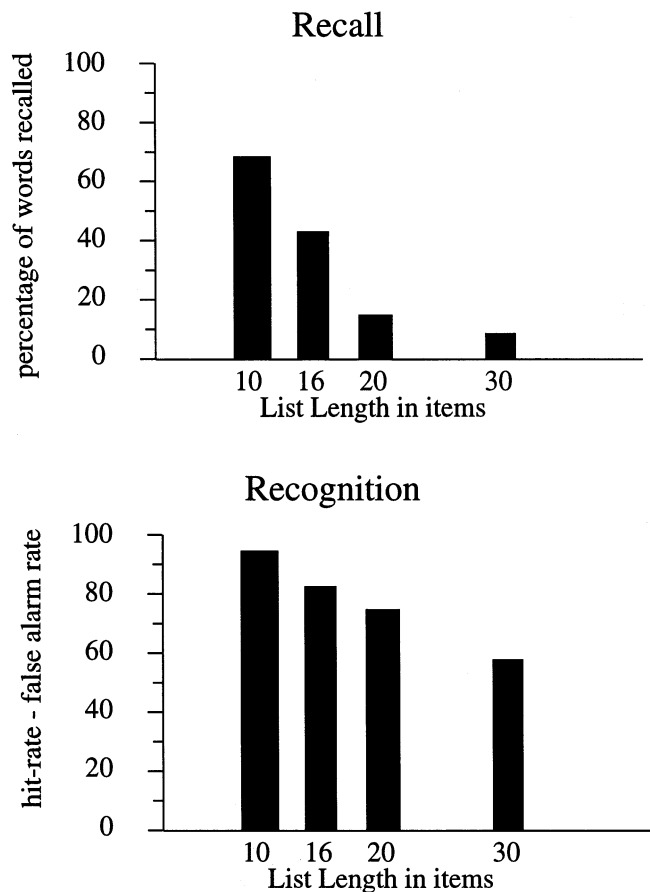 Recall
percentage of words recalled
100
80
60
40
20
0
10 16 20 30
List Length in items
Recognition
hit-rate - false alarm rate
100
80
60
40
20
0
10 16 20 30
List Length in items